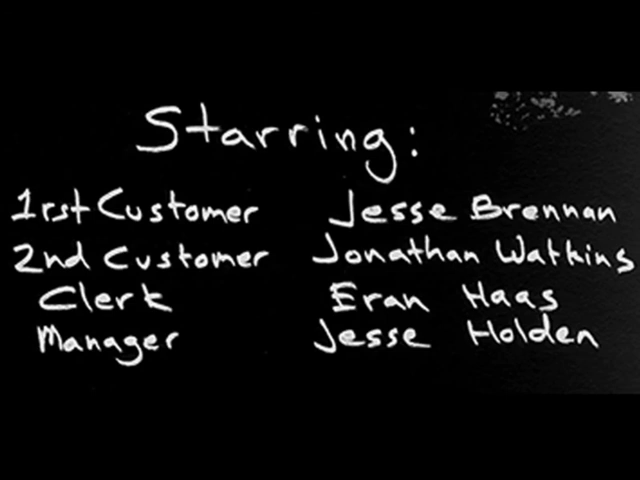 Starring:
1rst Customer Jesse Brennan
2nd Customer Jonathan Watkins
Clerk Eran Haas
Manager Jesse Holden